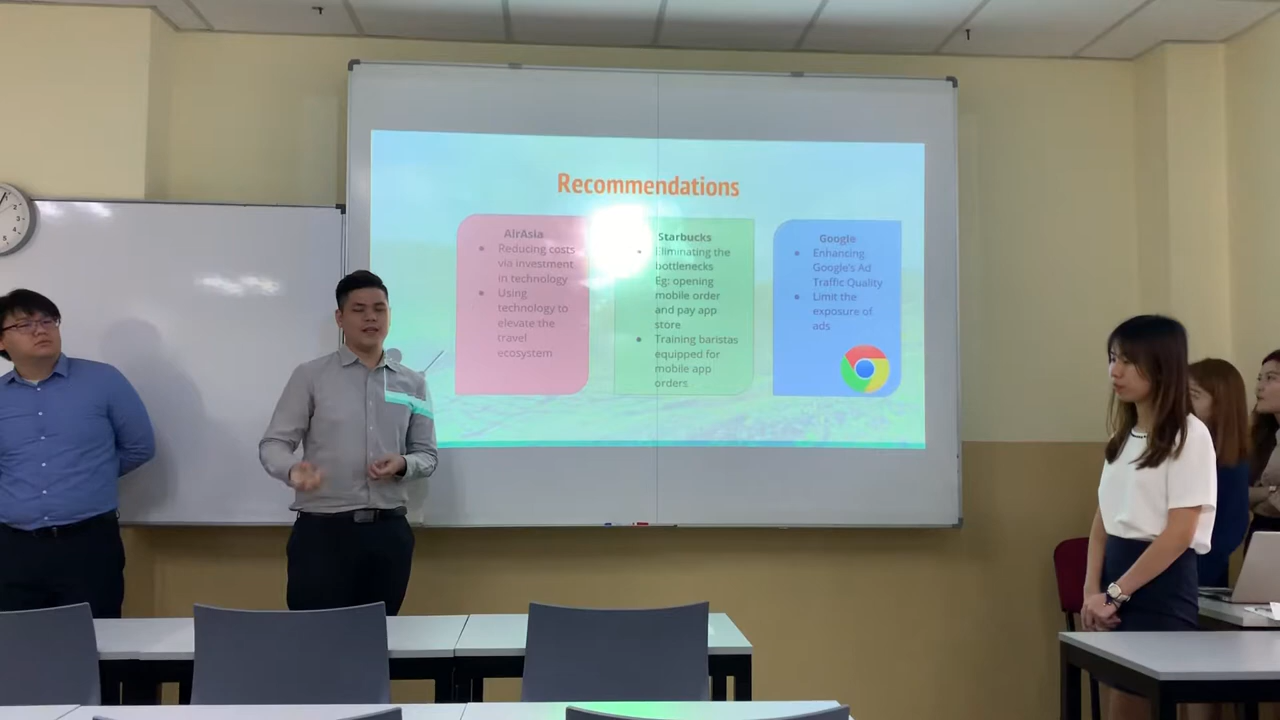 Recommendations
AirAsia
• Reducing costs
via investment
in technology
• Using
technology to
elevate the
travel
ecosystem
Starbucks
• Eliminating the
bottlenecks
Eg: opening
mobile order
and pay app
store
• Training baristas
equipped for
mobile app
orders
Google
• Enhancing
Google's Ad
Traffic Quality
• Limit the
exposure of
ads